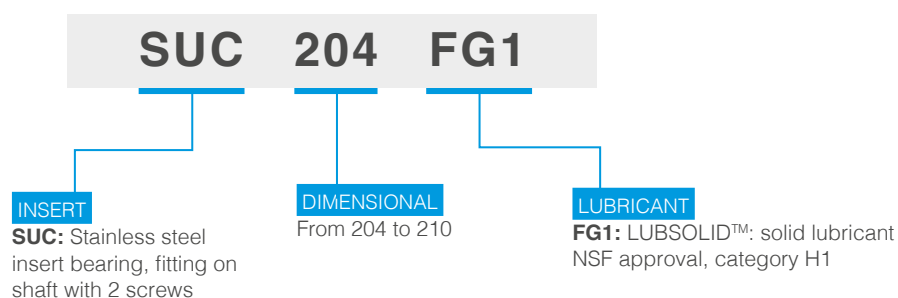 SUC 204 FG1
INSERT
SUC: Stainless steel
insert bearing, fitting on
shaft with 2 screws
DIMENSIONAL
From 204 to 210
LUBRICANT
FG1: LUBSOLID™: solid lubricant
NSF approval, category H1